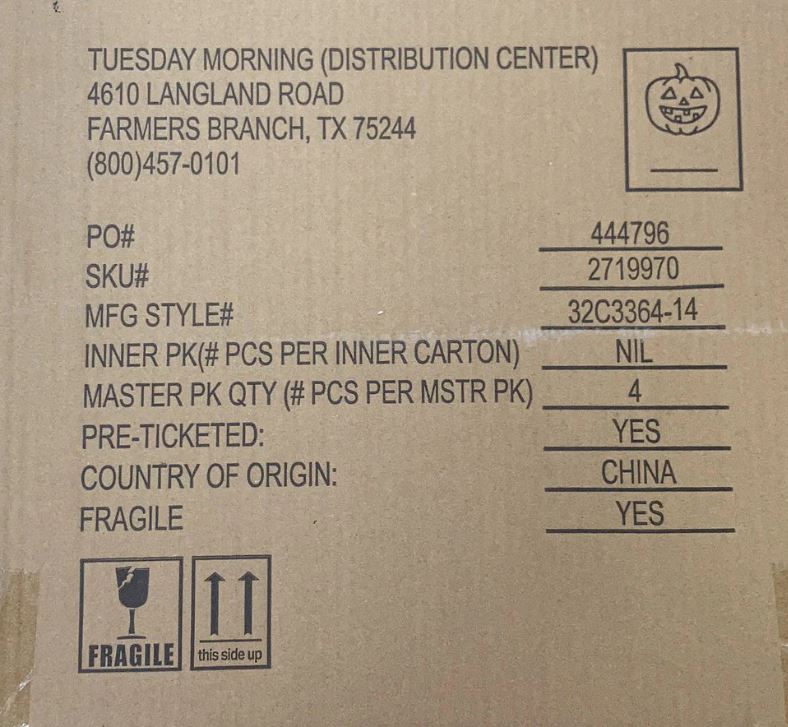 TUESDAY MORNING (DISTRIBUTION CENTER)
4610 LANGLAND ROAD
FARMERS BRANCH, TX 75244
(800)457-0101
PO# 444796
SKU# 2719970
MFG STYLE# 32C3364-14
INNER PK(# PCS PER INNER CARTON) NIL
MASTER PK QTY (# PCS PER MSTR PK) 4
PRE-TICKETED: YES
COUNTRY OF ORIGIN: CHINA
FRAGILE YES
FRAGILE
this side up